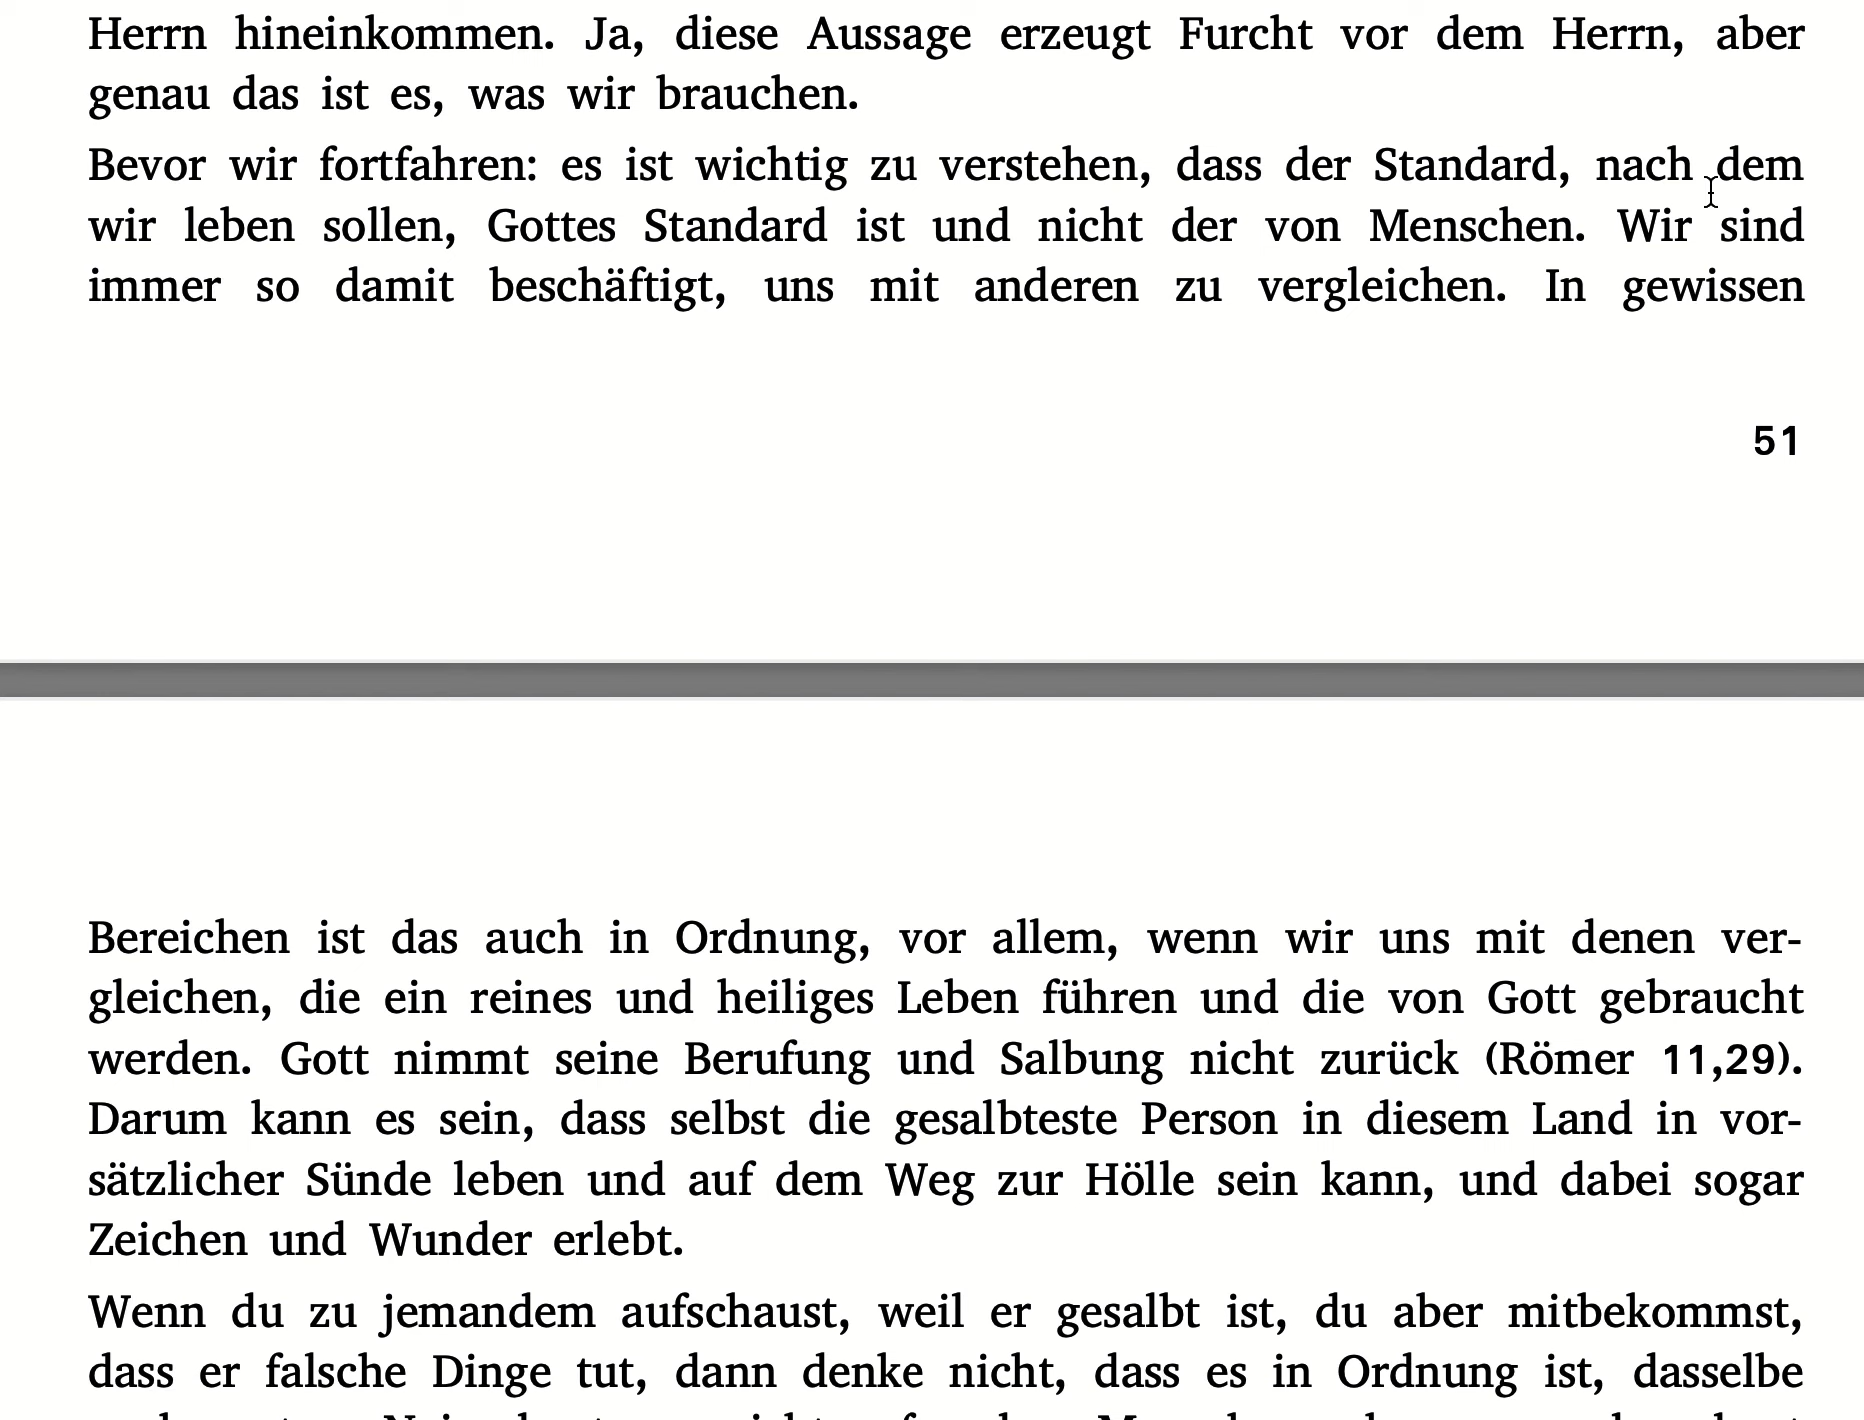 Herrn hineinkommen. Ja, diese Aussage erzeugt Furcht vor dem Herrn, aber
genau das ist es, was wir brauchen.
Bevor wir fortfahren: es ist wichtig zu verstehen, dass der Standard, nach dem
wir leben sollen, Gottes Standard ist und nicht der von Menschen. Wir sind
immer so damit beschäftigt, uns mit anderen zu vergleichen. In gewissen
51
Bereichen ist das auch in Ordnung, vor allem, wenn wir uns mit denen ver-
gleichen, die ein reines und heiliges Leben führen und die von Gott gebraucht
werden. Gott nimmt seine Berufung und Salbung nicht zurück (Römer 11,29).
Darum kann es sein, dass selbst die gesalbteste Person in diesem Land in vor-
sätzlicher Sünde leben und auf dem Weg zur Hölle sein kann, und dabei sogar
Zeichen und Wunder erlebt.
Wenn du zu jemandem aufschaust, weil er gesalbt ist, du aber mitbekommst,
dass er falsche Dinge tut, dann denke nicht, dass es in Ordnung ist, dasselbe